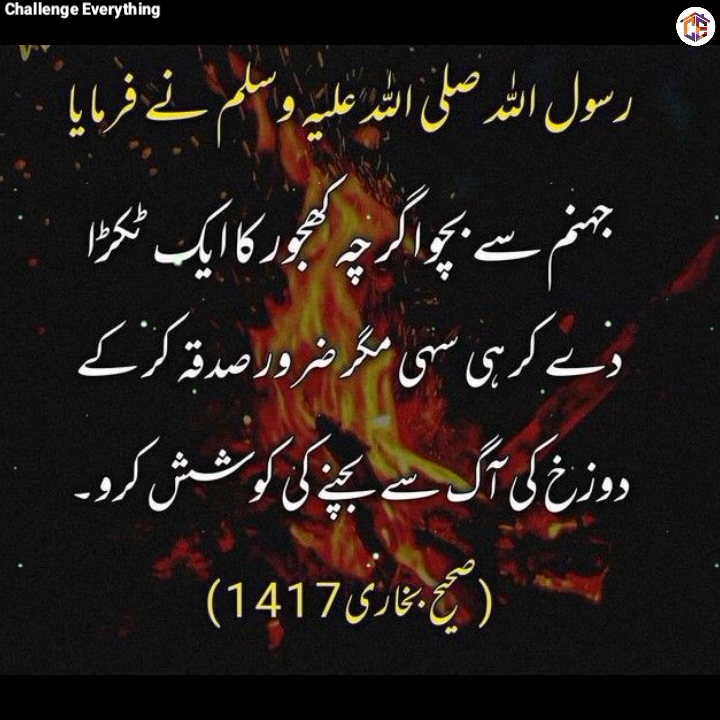 Challenge Everything
رسول اللہ صلی اللہ علیہ وسلم نے فرمایا
جہنم سے بچو اگرچہ کھجور کا ایک ٹکڑا
دے کر ہی سہی مگر ضرور صدقہ کر کے
دوزخ کی آگ سے بچنے کی کوشش کرو۔
(صحیح بخاری 1417)